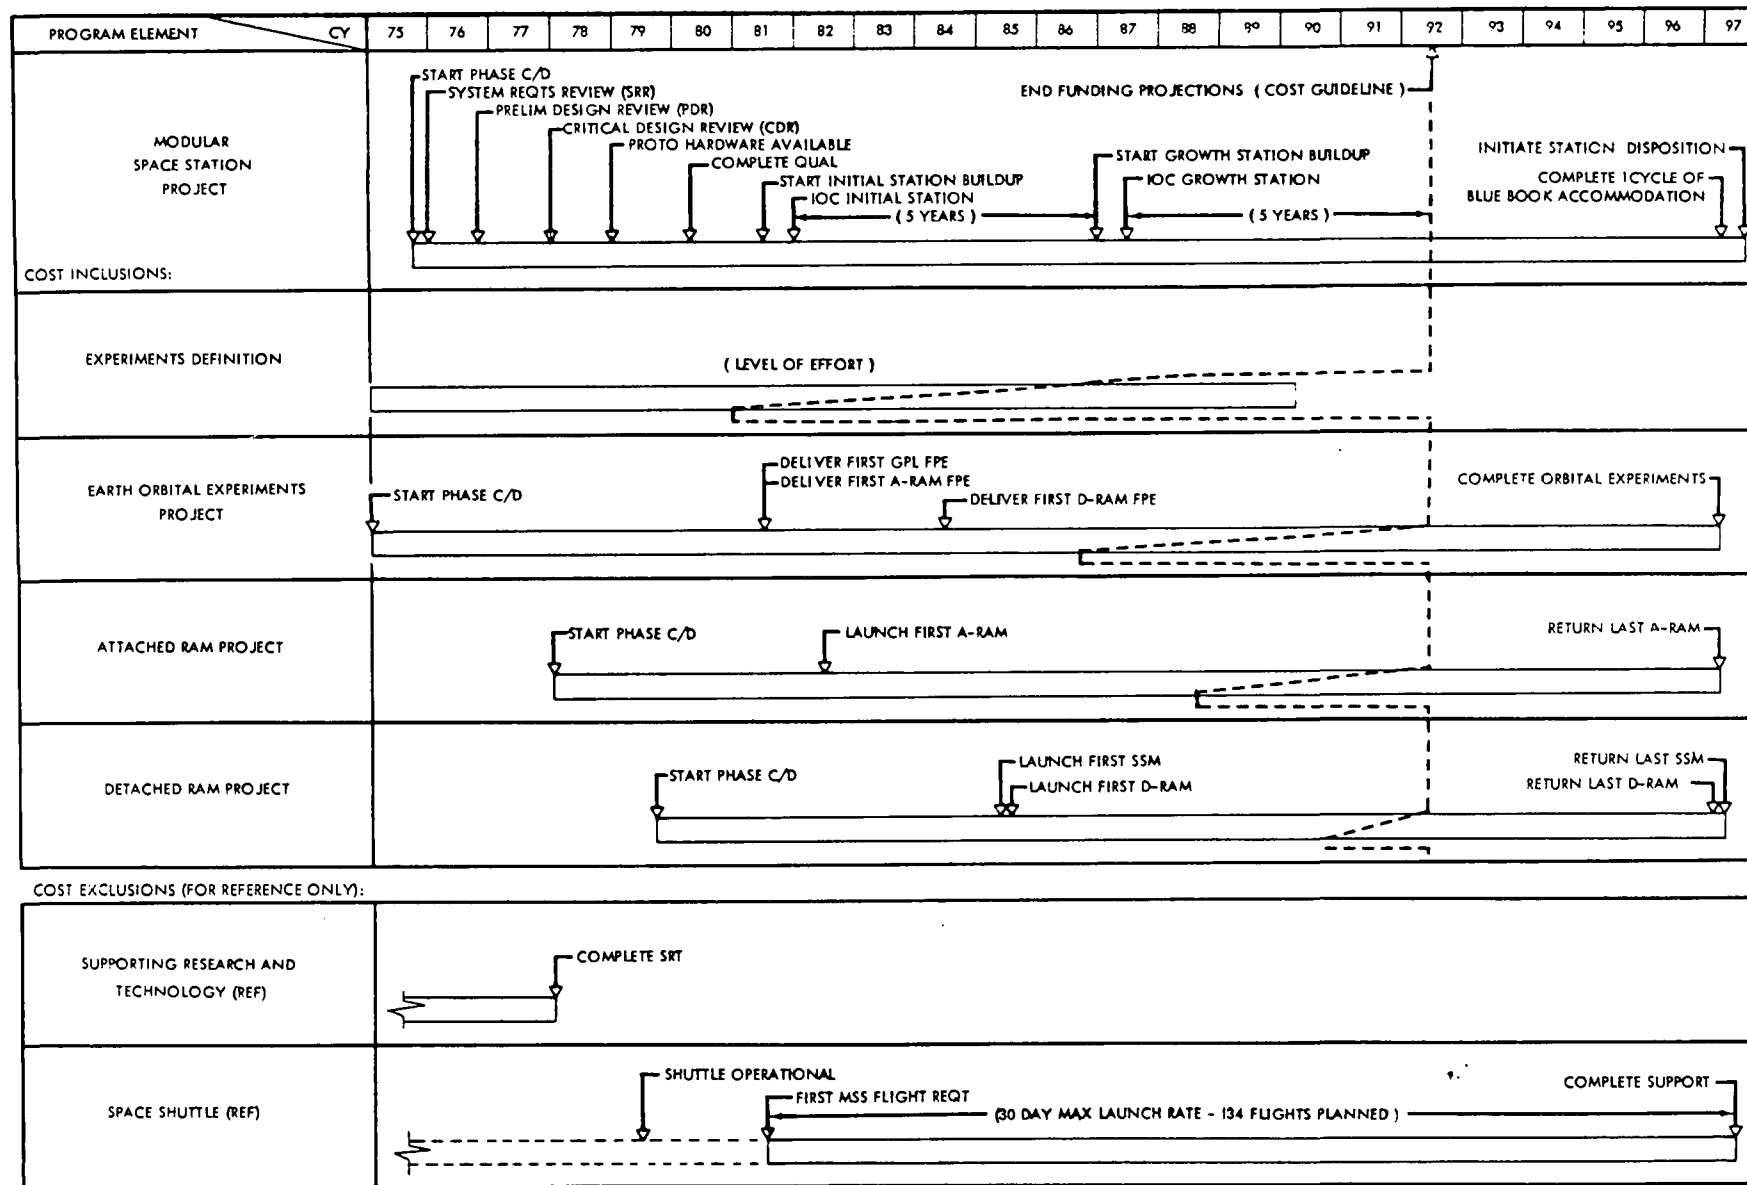 PROGRAM ELEMENT CY 75 76 77 78 79 80 81 82 83 84 85 86 87 88 89 90 91 92 93 94 95 96 97
MODULAR
SPACE STATION
PROJECT
START PHASE C/D
SYSTEM REQTS REVIEW (SRR)
PRELIM DESIGN REVIEW (PDR)
CRITICAL DESIGN REVIEW (CDR)
PROTO HARDWARE AVAILABLE
COMPLETE QUAL
START INITIAL STATION BUILDUP
IOC INITIAL STATION
( 5 YEARS )
END FUNDING PROJECTIONS ( COST GUIDELINE )
START GROWTH STATION BUILDUP
IOC GROWTH STATION
( 5 YEARS )
INITIATE STATION DISPOSITION
COMPLETE 1CYCLE OF
BLUE BOOK ACCOMMODATION
COST INCLUSIONS:
EXPERIMENTS DEFINITION
( LEVEL OF EFFORT )
EARTH ORBITAL EXPERIMENTS
PROJECT
START PHASE C/D
DELIVER FIRST GPL FPE
DELIVER FIRST A-RAM FPE
DELIVER FIRST D-RAM FPE
COMPLETE ORBITAL EXPERIMENTS
ATTACHED RAM PROJECT
START PHASE C/D
LAUNCH FIRST A-RAM
RETURN LAST A-RAM
DETACHED RAM PROJECT
START PHASE C/D
LAUNCH FIRST SSM
LAUNCH FIRST D-RAM
RETURN LAST SSM
RETURN LAST D-RAM
COST EXCLUSIONS (FOR REFERENCE ONLY):
SUPPORTING RESEARCH AND
TECHNOLOGY (REF)
COMPLETE SRT
SPACE SHUTTLE (REF)
SHUTTLE OPERATIONAL
FIRST MSS FLIGHT REQT
(30 DAY MAX LAUNCH RATE - 134 FLIGHTS PLANNED )
COMPLETE SUPPORT